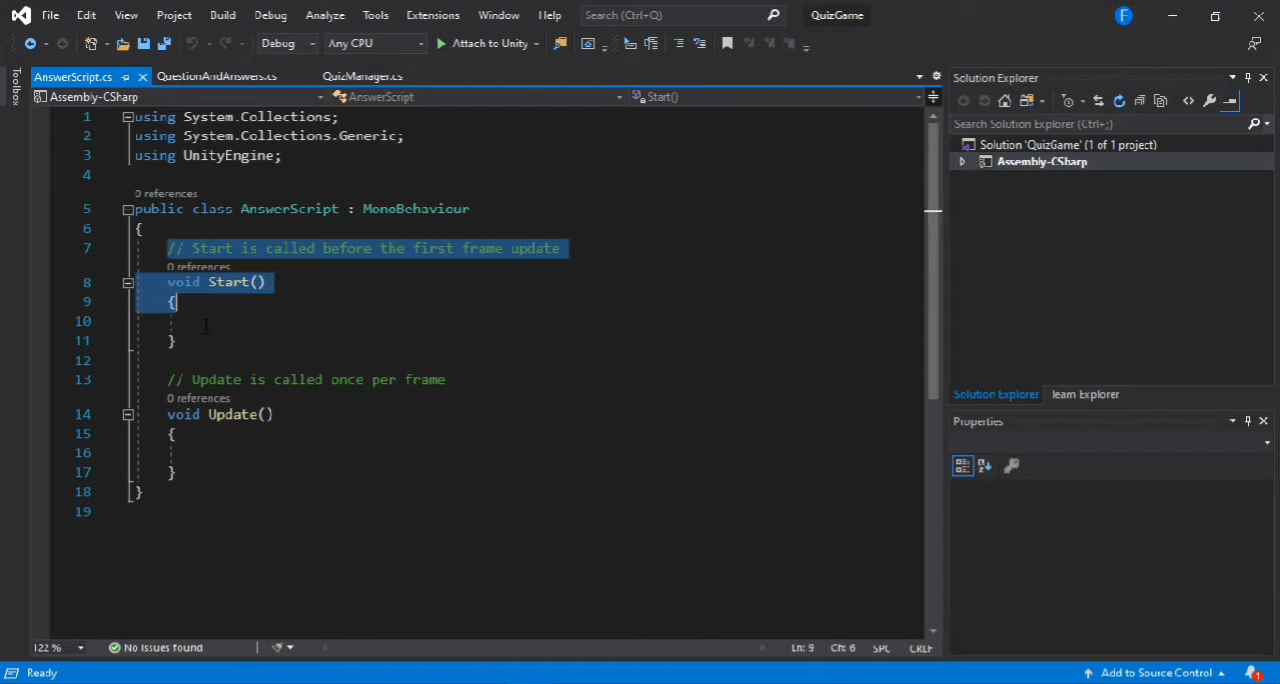 File Edit View Project Build Debug Analyze Tools Extensions Window Help Search (Ctrl+Q) QuizGame F
Debug Any CPU Attach to Unity
Toolbox
AnswerScript.cs QuestionAndAnswers.cs QuizManager.cs
Assembly-CSharp AnswerScript Start()
1 using System.Collections;
2 using System.Collections.Generic;
3 using UnityEngine;
4
0 references
5 public class AnswerScript : MonoBehaviour
6 {
7 // Start is called before the first frame update
0 references
8 void Start()
9 {
10
11 }
12
13 // Update is called once per frame
0 references
14 void Update()
15 {
16
17 }
18 }
19
122 % No issues found Ln: 9 Ch: 6 SPC CRLF
Solution Explorer
Search Solution Explorer (Ctrl+;)
Solution 'QuizGame' (1 of 1 project)
Assembly-CSharp
Solution Explorer Team Explorer
Properties
Ready Add to Source Control 1